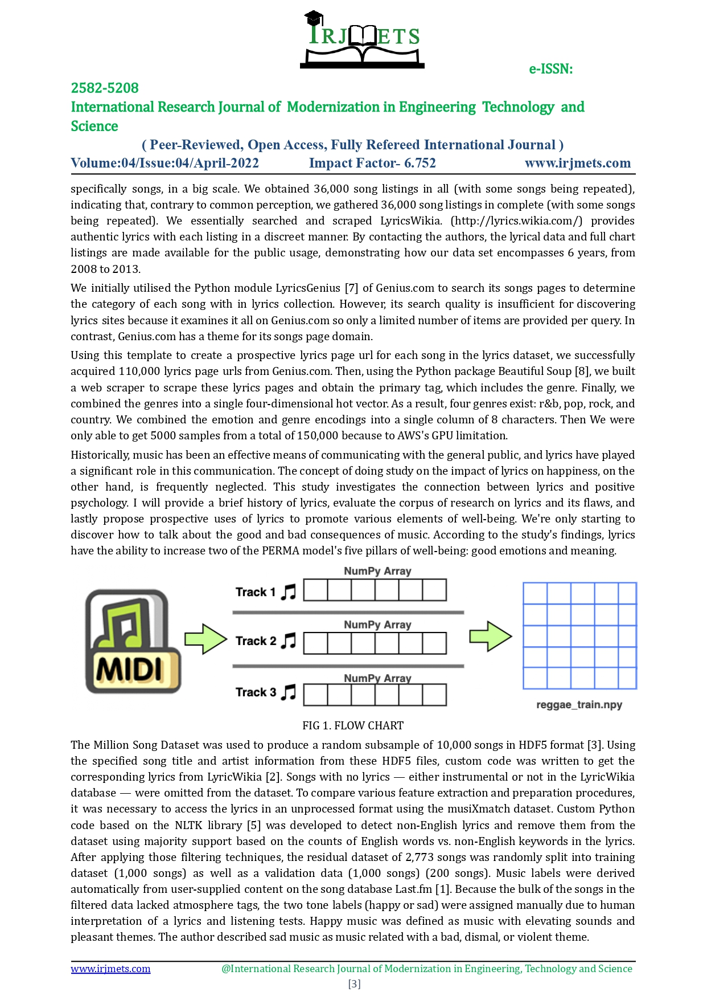 IRJMETS
e-ISSN:
2582-5208
International Research Journal of Modernization in Engineering Technology and
Science
( Peer-Reviewed, Open Access, Fully Refereed International Journal )
Volume:04/Issue:04/April-2022 Impact Factor- 6.752 www.irjmets.com
specifically songs, in a big scale. We obtained 36,000 song listings in all (with some songs being repeated),
indicating that, contrary to common perception, we gathered 36,000 song listings in complete (with some songs
being repeated). We essentially searched and scraped LyricsWikia. (http://lyrics.wikia.com/) provides
authentic lyrics with each listing in a discreet manner. By contacting the authors, the lyrical data and full chart
listings are made available for the public usage, demonstrating how our data set encompasses 6 years, from
2008 to 2013.
We initially utilised the Python module LyricsGenius [7] of Genius.com to search its songs pages to determine
the category of each song with in lyrics collection. However, its search quality is insufficient for discovering
lyrics sites because it examines it all on Genius.com so only a limited number of items are provided per query. In
contrast, Genius.com has a theme for its songs page domain.
Using this template to create a prospective lyrics page url for each song in the lyrics dataset, we successfully
acquired 110,000 lyrics page urls from Genius.com. Then, using the Python package Beautiful Soup [8], we built
a web scraper to scrape these lyrics pages and obtain the primary tag, which includes the genre. Finally, we
combined the genres into a single four-dimensional hot vector. As a result, four genres exist: r&b, pop, rock, and
country. We combined the emotion and genre encodings into a single column of 8 characters. Then We were
only able to get 5000 samples from a total of 150,000 because to AWS's GPU limitation.
Historically, music has been an effective means of communicating with the general public, and lyrics have played
a significant role in this communication. The concept of doing study on the impact of lyrics on happiness, on the
other hand, is frequently neglected. This study investigates the connection between lyrics and positive
psychology. I will provide a brief history of lyrics, evaluate the corpus of research on lyrics and its flaws, and
lastly propose prospective uses of lyrics to promote various elements of well-being. We're only starting to
discover how to talk about the good and bad consequences of music. According to the study's findings, lyrics
have the ability to increase two of the PERMA model's five pillars of well-being: good emotions and meaning.
MIDI
NumPy Array
Track 1
NumPy Array
Track 2
NumPy Array
Track 3
reggae_train.npy
FIG 1. FLOW CHART
The Million Song Dataset was used to produce a random subsample of 10,000 songs in HDF5 format [3]. Using
the specified song title and artist information from these HDF5 files, custom code was written to get the
corresponding lyrics from LyricWikia [2]. Songs with no lyrics — either instrumental or not in the LyricWikia
database — were omitted from the dataset. To compare various feature extraction and preparation procedures,
it was necessary to access the lyrics in an unprocessed format using the musiXmatch dataset. Custom Python
code based on the NLTK library [5] was developed to detect non-English lyrics and remove them from the
dataset using majority support based on the counts of English words vs. non-English keywords in the lyrics.
After applying those filtering techniques, the residual dataset of 2,773 songs was randomly split into training
dataset (1,000 songs) as well as a validation data (1,000 songs) (200 songs). Music labels were derived
automatically from user-supplied content on the song database Last.fm [1]. Because the bulk of the songs in the
filtered data lacked atmosphere tags, the two tone labels (happy or sad) were assigned manually due to human
interpretation of a lyrics and listening tests. Happy music was defined as music with elevating sounds and
pleasant themes. The author described sad music as music related with a bad, dismal, or violent theme.
www.irjmets.com @International Research Journal of Modernization in Engineering, Technology and Science
[3]